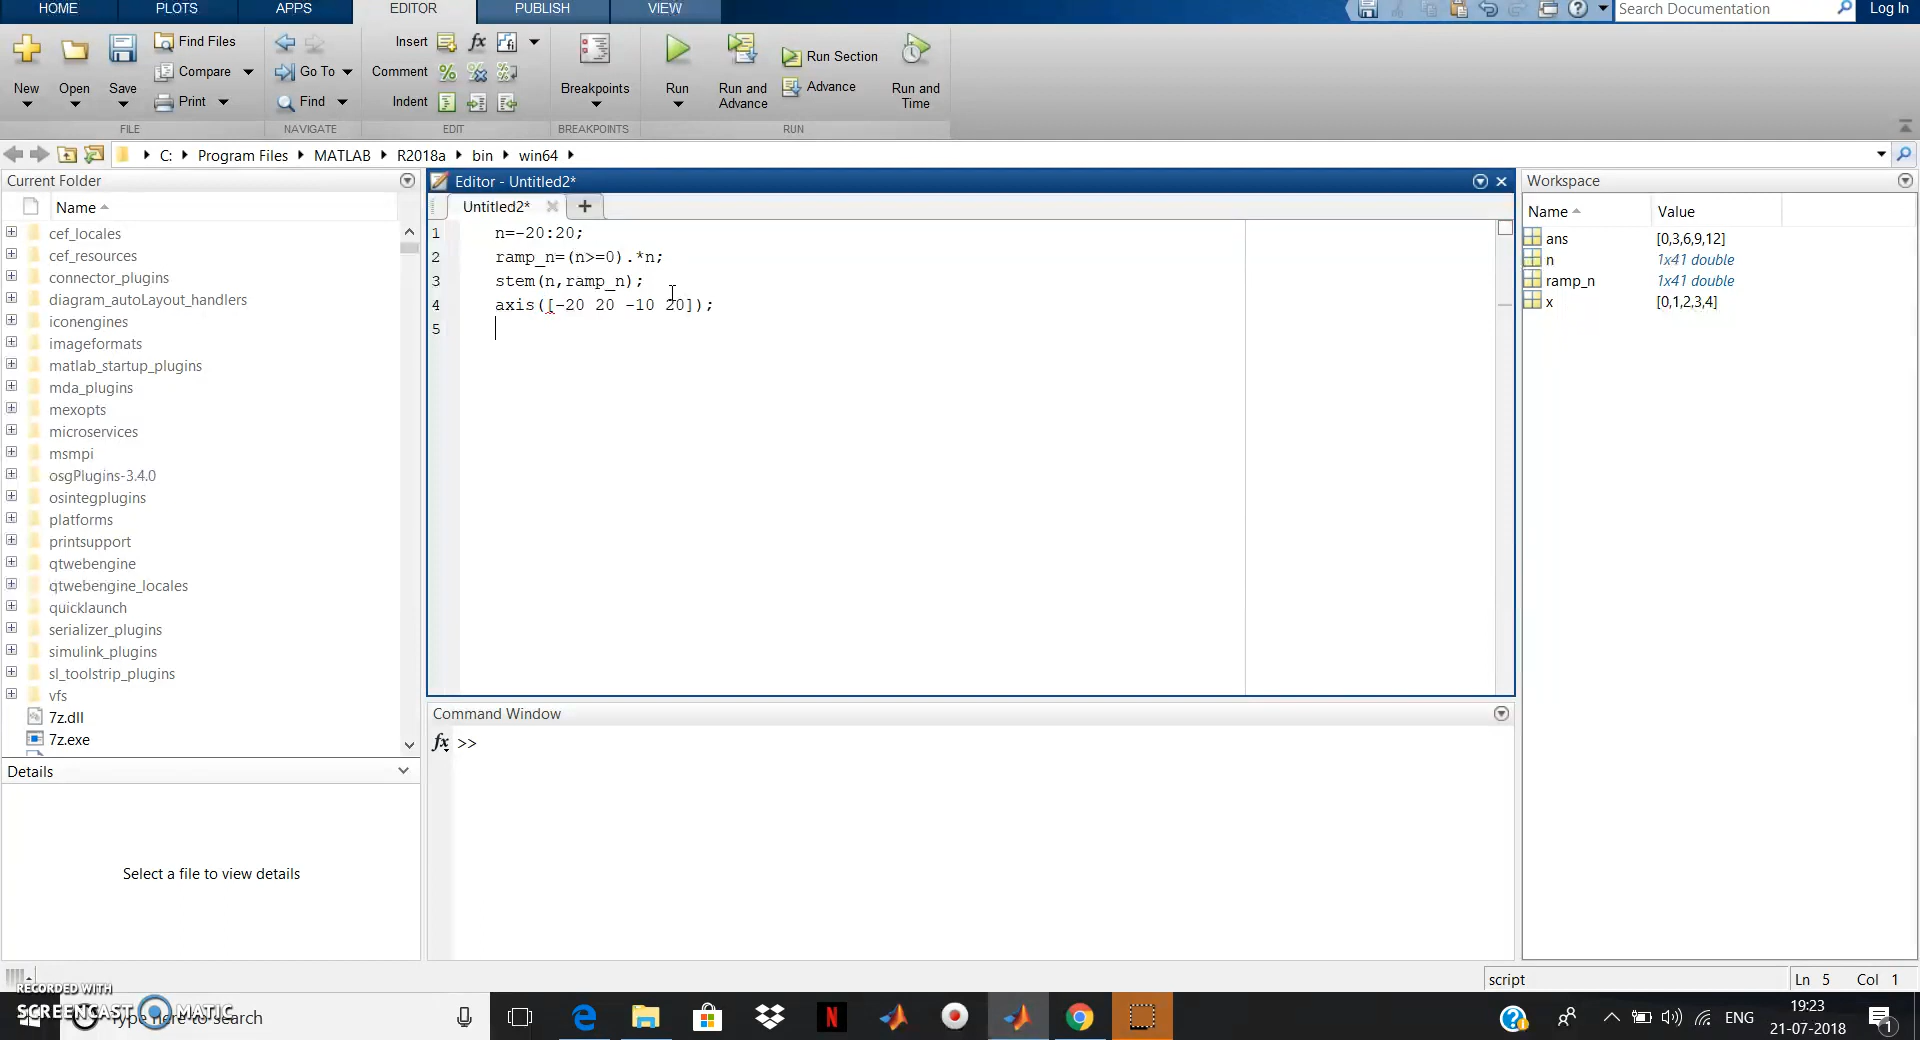 HOME PLOTS APPS EDITOR PUBLISH VIEW Search Documentation Log In
New Open Save Find Files Compare Print
FILE
Go To Find
NAVIGATE
Insert fx fi
Comment
Indent
EDIT
Breakpoints
BREAKPOINTS
Run Run and Advance Run Section Advance Run and Time
RUN
C: Program Files MATLAB R2018a bin win64
Current Folder
Name
cef_locales
cef_resources
connector_plugins
diagram_autoLayout_handlers
iconengines
imageformats
matlab_startup_plugins
mda_plugins
mexopts
microservices
msmpi
osgPlugins-3.4.0
osintegplugins
platforms
printsupport
qtwebengine
qtwebengine_locales
quicklaunch
serializer_plugins
simulink_plugins
sl_toolstrip_plugins
vfs
7z.dll
7z.exe
Details
Select a file to view details
Editor - Untitled2*
Untitled2*
1 n=-20:20;
2 ramp_n=(n>=0).*n;
3 stem(n,ramp_n);
4 axis([-20 20 -10 20]);
5
Command Window
fx >>
Workspace
Name Value
ans [0,3,6,9,12]
n 1x41 double
ramp_n 1x41 double
x [0,1,2,3,4]
script Ln 5 Col 1
RECORDED WITH
SCREENCAST MATIC
Type here to search
ENG
19:23
21-07-2018
1